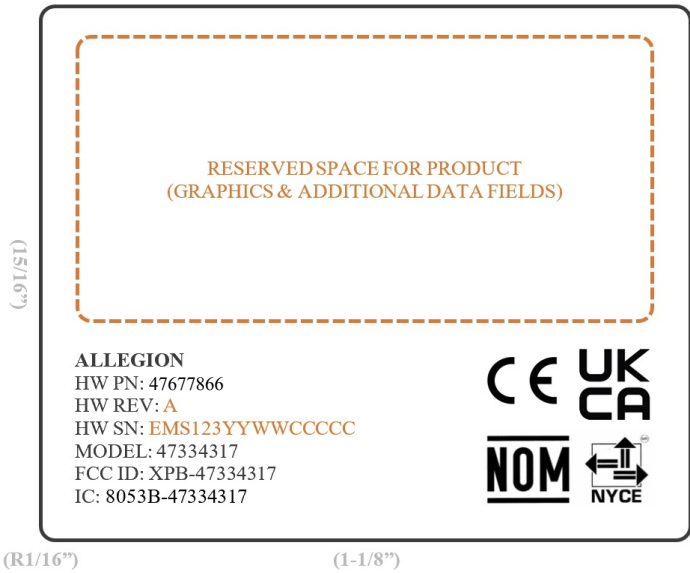 RESERVED SPACE FOR PRODUCT
(GRAPHICS & ADDITIONAL DATA FIELDS)
(15/16”)
ALLEGION
HW PN: 47677866
HW REV: A
HW SN: EMS123YYWWCCCCC
MODEL: 47334317
FCC ID: XPB-47334317
IC: 8053B-47334317
CE
UK
CA
NOM
NYCE
(R1/16”)
(1-1/8”)